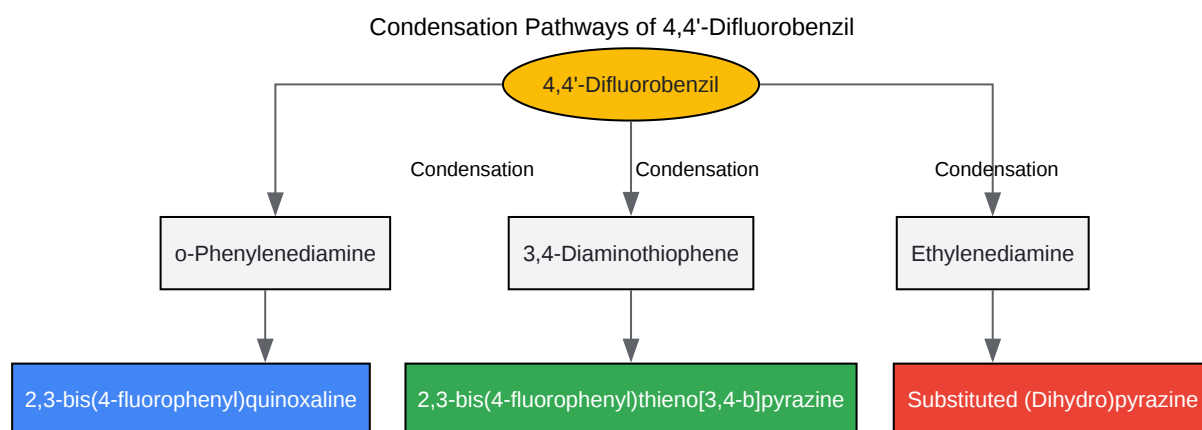 Condensation Pathways of 4,4'-Difluorobenzil
4,4'-Difluorobenzil
Condensation
Condensation
Condensation
o-Phenylenediamine
3,4-Diaminothiophene
Ethylenediamine
2,3-bis(4-fluorophenyl)quinoxaline
2,3-bis(4-fluorophenyl)thieno[3,4-b]pyrazine
Substituted (Dihydro)pyrazine